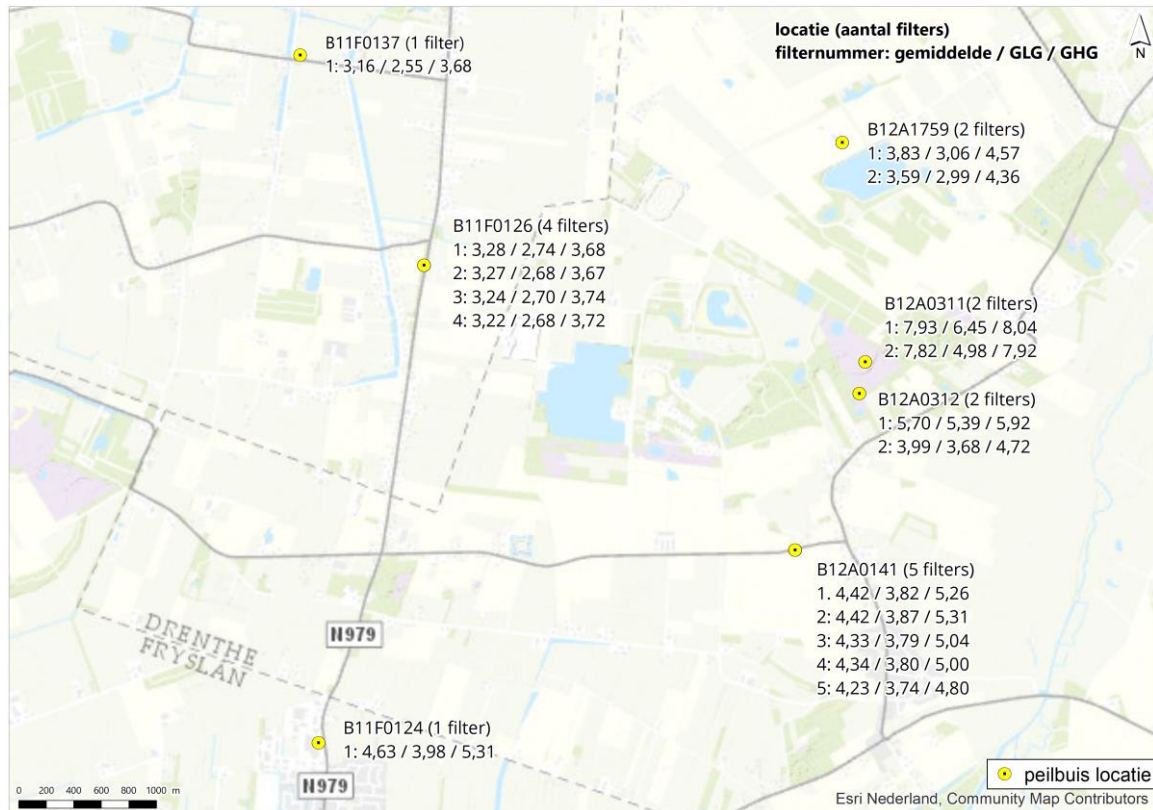 locatie (aantal filters)
filternummer: gemiddelde / GLG / GHG
N
B11F0137 (1 filter)
1: 3,16 / 2,55 / 3,68
B12A1759 (2 filters)
1: 3,83 / 3,06 / 4,57
2: 3,59 / 2,99 / 4,36
B11F0126 (4 filters)
1: 3,28 / 2,74 / 3,68
2: 3,27 / 2,68 / 3,67
3: 3,24 / 2,70 / 3,74
4: 3,22 / 2,68 / 3,72
B12A0311(2 filters)
1: 7,93 / 6,45 / 8,04
2: 7,82 / 4,98 / 7,92
B12A0312 (2 filters)
1: 5,70 / 5,39 / 5,92
2: 3,99 / 3,68 / 4,72
B12A0141 (5 filters)
1. 4,42 / 3,82 / 5,26
2: 4,42 / 3,87 / 5,31
3: 4,33 / 3,79 / 5,04
4: 4,34 / 3,80 / 5,00
5: 4,23 / 3,74 / 4,80
DRENTHE
FRYSLÂN
N979
B11F0124 (1 filter)
1: 4,63 / 3,98 / 5,31
N979
peilbuis locatie
0 200 400 600 800 1000 m
Esri Nederland, Community Map Contributors